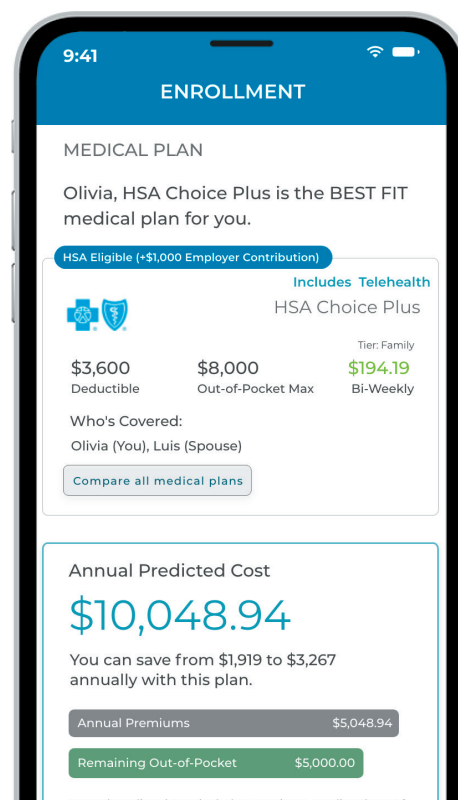 9:41
ENROLLMENT
MEDICAL PLAN
Olivia, HSA Choice Plus is the BEST FIT
medical plan for you.
HSA Eligible (+$1,000 Employer Contribution)
Includes Telehealth
HSA Choice Plus
Tier: Family
$3,600 $8,000 $194.19
Deductible Out-of-Pocket Max Bi-Weekly
Who's Covered:
Olivia (You), Luis (Spouse)
Compare all medical plans
Annual Predicted Cost
$10,048.94
You can save from $1,919 to $3,267
annually with this plan.
Annual Premiums $5,048.94
Remaining Out-of-Pocket $5,000.00